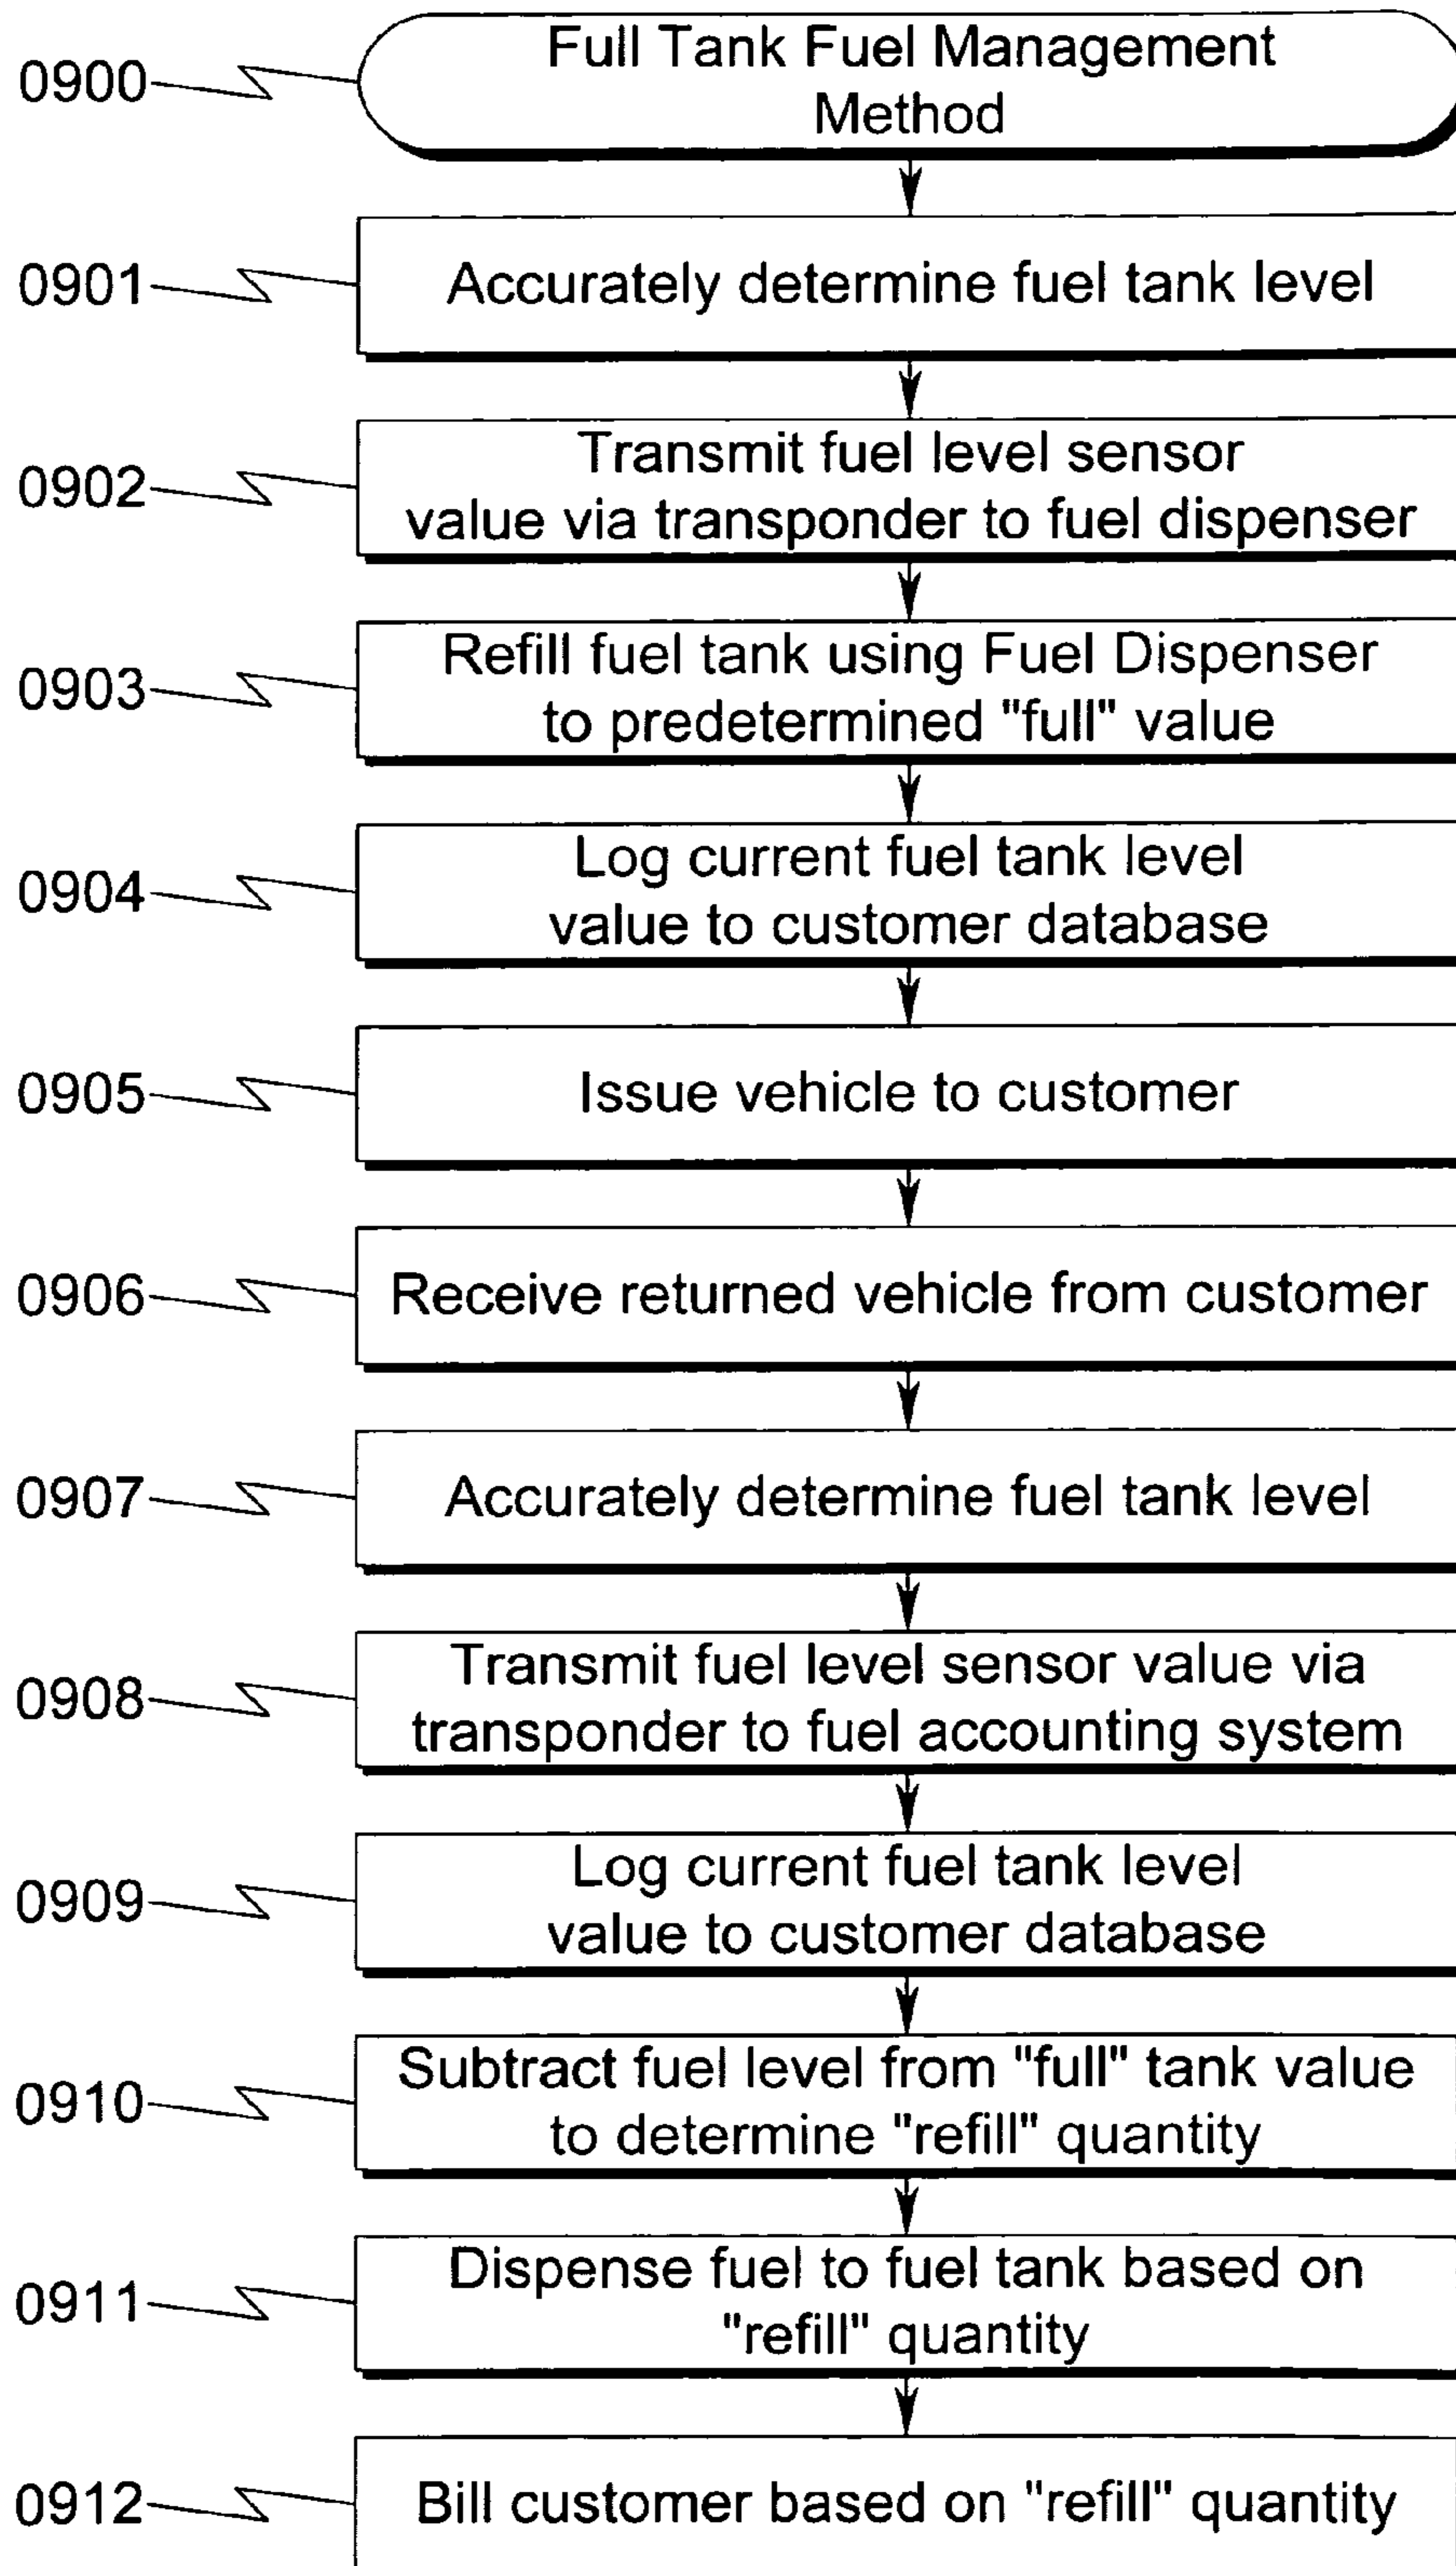 0900
Full Tank Fuel Management
Method
0901
Accurately determine fuel tank level
0902
Transmit fuel level sensor
value via transponder to fuel dispenser
0903
Refill fuel tank using Fuel Dispenser
to predetermined "full" value
0904
Log current fuel tank level
value to customer database
0905
Issue vehicle to customer
0906
Receive returned vehicle from customer
0907
Accurately determine fuel tank level
0908
Transmit fuel level sensor value via
transponder to fuel accounting system
0909
Log current fuel tank level
value to customer database
0910
Subtract fuel level from "full" tank value
to determine "refill" quantity
0911
Dispense fuel to fuel tank based on
"refill" quantity
0912
Bill customer based on "refill" quantity